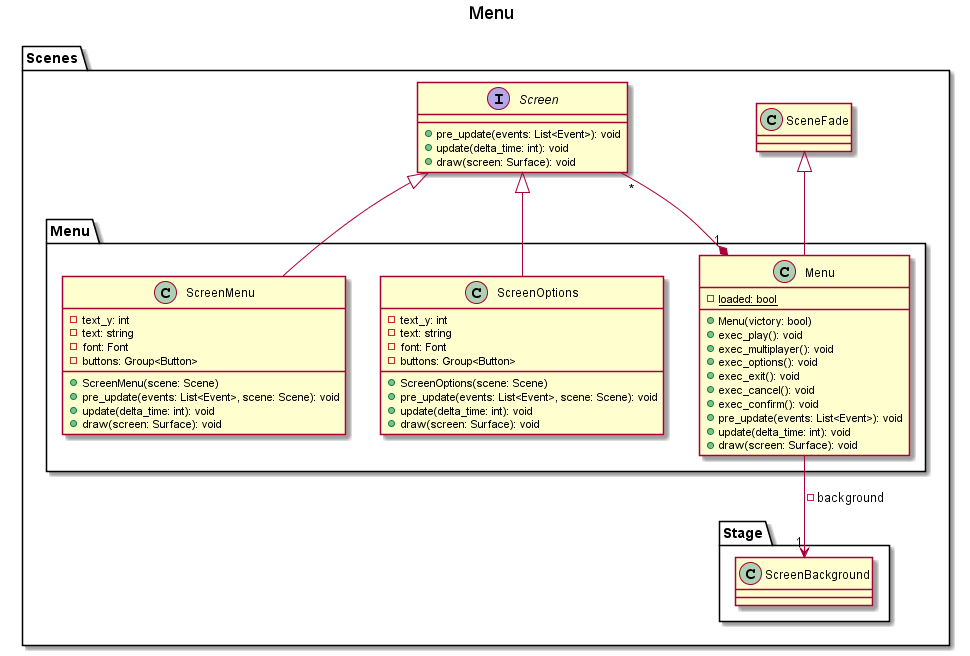 Menu
Scenes
I Screen
pre_update(events: List<Event>): void
update(delta_time: int): void
draw(screen: Surface): void
C SceneFade
*
1
Menu
C ScreenMenu
text_y: int
text: string
font: Font
buttons: Group<Button>
ScreenMenu(scene: Scene)
pre_update(events: List<Event>, scene: Scene): void
update(delta_time: int): void
draw(screen: Surface): void
C ScreenOptions
text_y: int
text: string
font: Font
buttons: Group<Button>
ScreenOptions(scene: Scene)
pre_update(events: List<Event>, scene: Scene): void
update(delta_time: int): void
draw(screen: Surface): void
C Menu
loaded: bool
Menu(victory: bool)
exec_play(): void
exec_multiplayer(): void
exec_options(): void
exec_exit(): void
exec_cancel(): void
exec_confirm(): void
pre_update(events: List<Event>): void
update(delta_time: int): void
draw(screen: Surface): void
background
1
Stage
C ScreenBackground